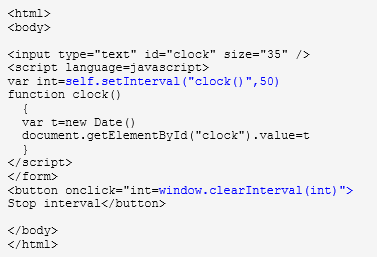 <html>
<body>
<input type="text" id="clock" size="35" />
<script language=javascript>
var int=self.setInterval("clock()",50)
function clock()
{
var t=new Date()
document.getElementById("clock").value=t
}
</script>
</form>
<button onclick="int=window.clearInterval(int)">
Stop interval</button>
</body>
</html>